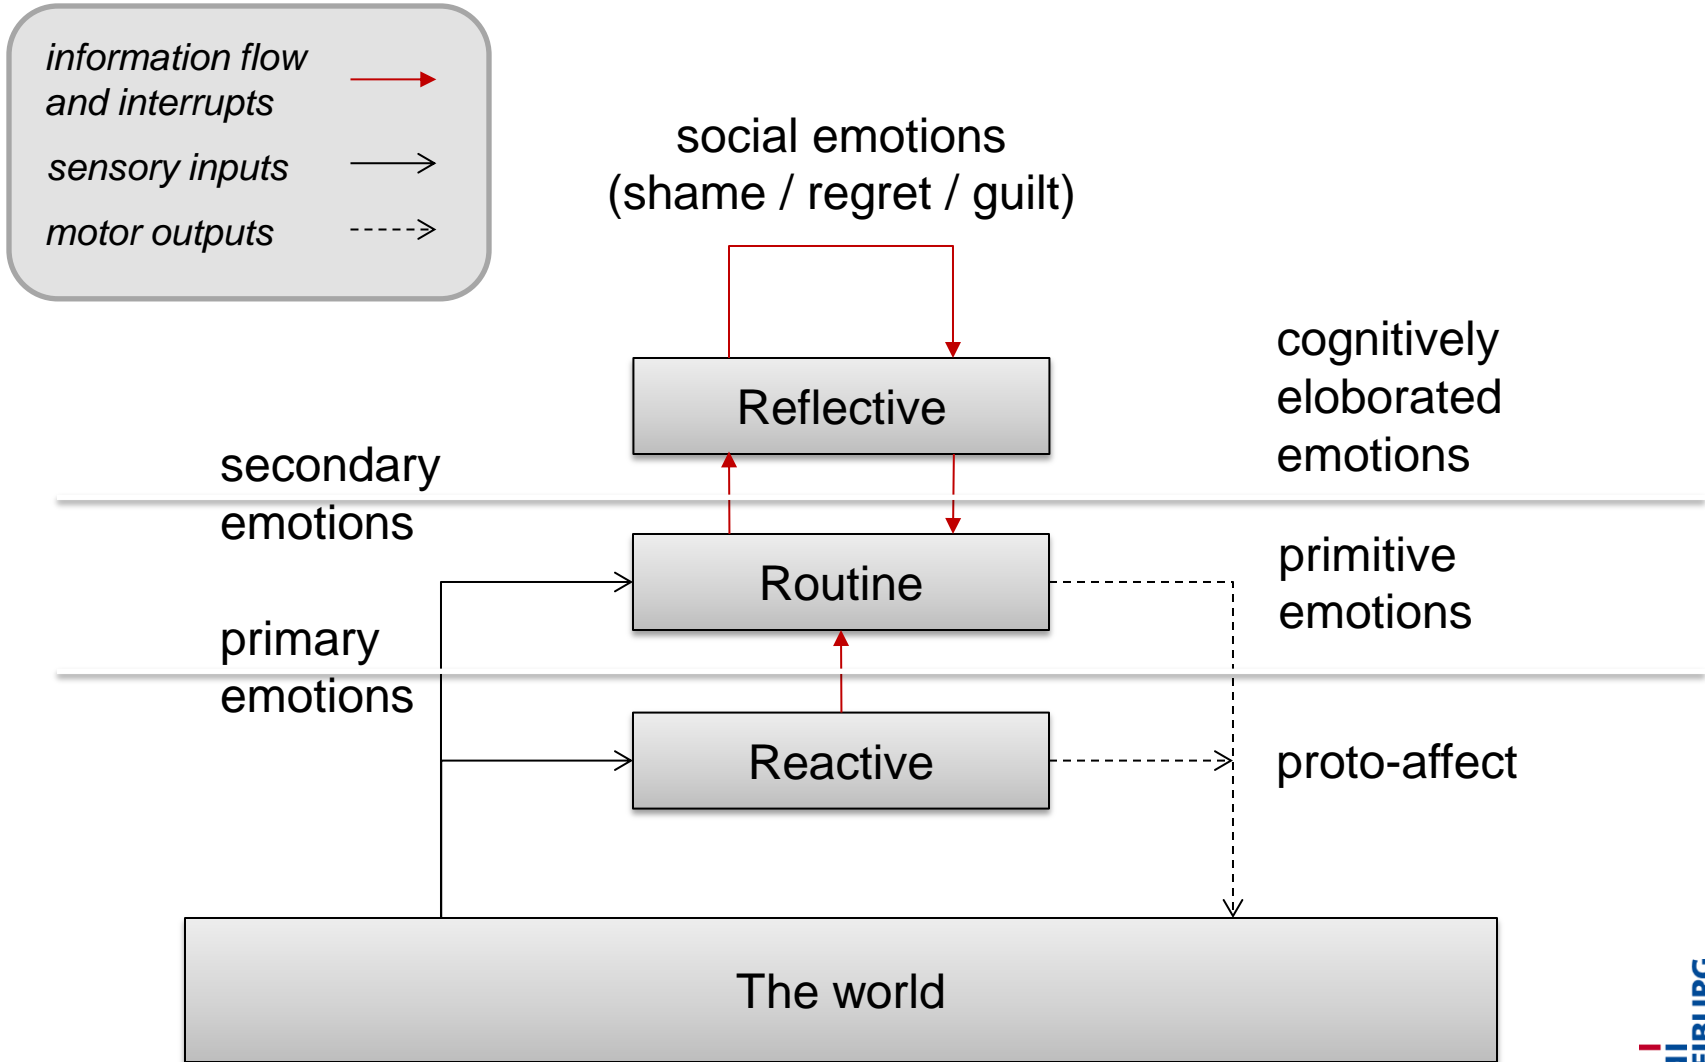 information flow
and interrupts
sensory inputs
motor outputs
social emotions
(shame / regret / guilt)
Reflective
cognitively
eloborated
emotions
secondary
emotions
Routine
primitive
emotions
primary
emotions
Reactive
proto-affect
The world